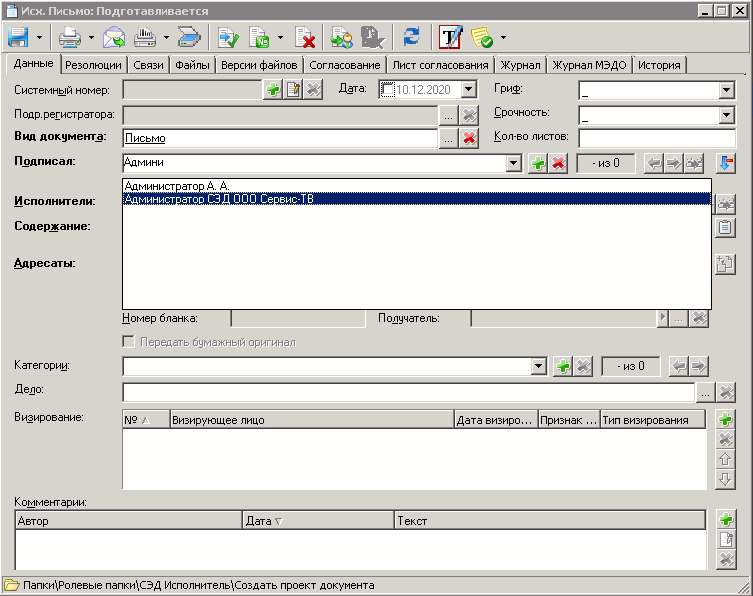 Исх. Письмо: Подготавливается
Данные Резолюции Связи Файлы Версии файлов Согласование Лист согласования Журнал Журнал МЭДО История
Системный номер: Дата: 10.12.2020 Гриф: _
Подр.регистратора: ... Срочность: _
Вид документа: Письмо ... Кол-во листов:
Подписал: Админи - из 0
Администратор А. А.
Исполнители: Администратор СЭД ООО Сервис-ТВ
Содержание:
Адресаты:
Номер бланка: Получатель: ...
Передать бумажный оригинал
Категории: - из 0
Дело: ...
Визирование: № Визирующее лицо Дата визиро... Признак ... Тип визирования
Комментарии:
Автор Дата Текст
Папки\Ролевые папки\СЭД Исполнитель\Создать проект документа